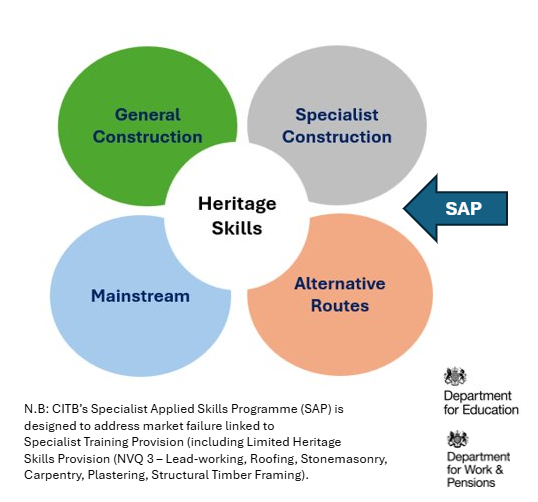 General
Construction
Specialist
Construction
Heritage
Skills
SAP
Mainstream
Alternative
Routes
N.B: CITB’s Specialist Applied Skills Programme (SAP) is
designed to address market failure linked to
Specialist Training Provision (including Limited Heritage
Skills Provision (NVQ 3 – Lead-working, Roofing, Stonemasonry,
Carpentry, Plastering, Structural Timber Framing).
Department
for Education
Department
for Work &
Pensions